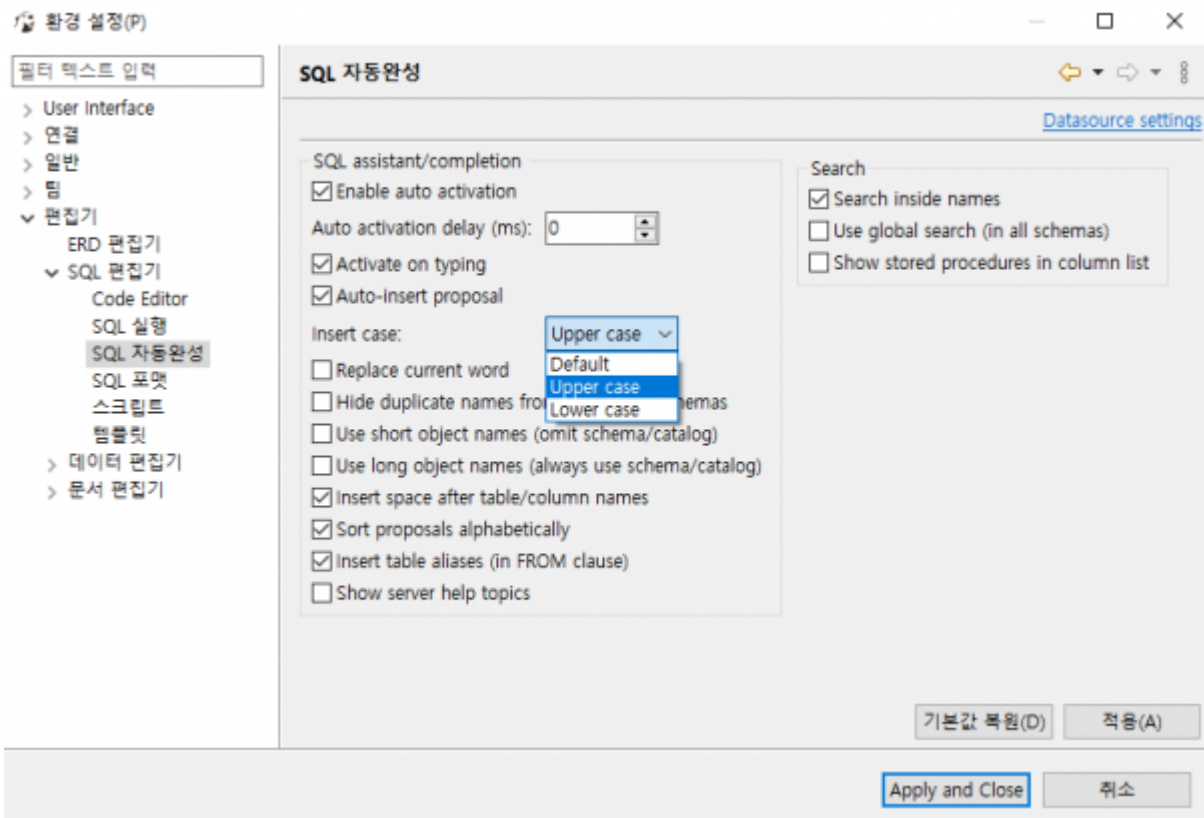 환경 설정(P)
필터 텍스트 입력
User Interface
연결
일반
팀
편집기
ERD 편집기
SQL 편집기
Code Editor
SQL 실행
SQL 자동완성
SQL 포맷
스크립트
템플릿
데이터 편집기
문서 편집기
SQL 자동완성
Datasource settings
SQL assistant/completion
Enable auto activation
Auto activation delay (ms): 0
Activate on typing
Auto-insert proposal
Insert case: Upper case
Default
Upper case
Lower case
Replace current word
Hide duplicate names fro emas
Use short object names (omit schema/catalog)
Use long object names (always use schema/catalog)
Insert space after table/column names
Sort proposals alphabetically
Insert table aliases (in FROM clause)
Show server help topics
Search
Search inside names
Use global search (in all schemas)
Show stored procedures in column list
기본값 복원(D)
적용(A)
Apply and Close
취소